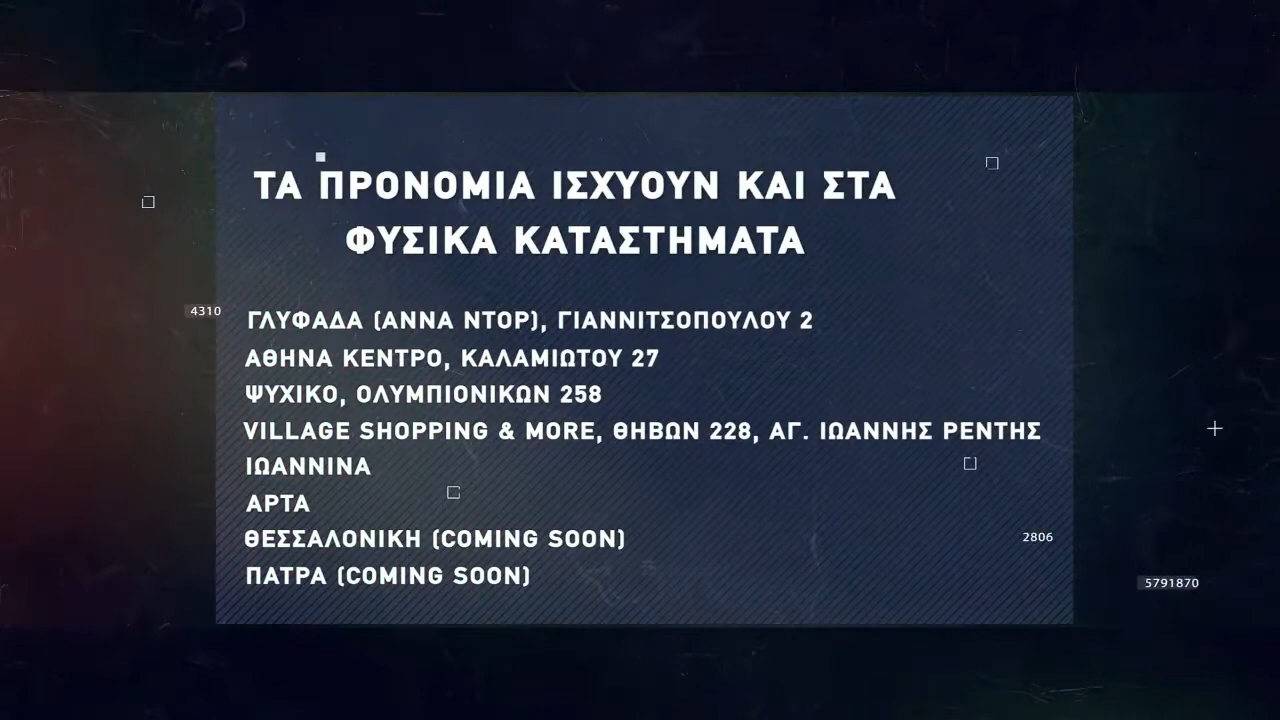 ΤΑ ΠΡΟΝΟΜΙΑ ΙΣΧΥΟΥΝ ΚΑΙ ΣΤΑ
ΦΥΣΙΚΑ ΚΑΤΑΣΤΗΜΑΤΑ
4310
ΓΛΥΦΑΔΑ (ΑΝΝΑ ΝΤΟΡ), ΓΙΑΝΝΙΤΣΟΠΟΥΛΟΥ 2
ΑΘΗΝΑ ΚΕΝΤΡΟ, ΚΑΛΑΜΙΩΤΟΥ 27
ΨΥΧΙΚΟ, ΟΛΥΜΠΙΟΝΙΚΩΝ 258
VILLAGE SHOPPING & MORE, ΘΗΒΩΝ 228, ΑΓ. ΙΩΑΝΝΗΣ ΡΕΝΤΗΣ
ΙΩΑΝΝΙΝΑ
ΑΡΤΑ
ΘΕΣΣΑΛΟΝΙΚΗ (COMING SOON)
2806
ΠΑΤΡΑ (COMING SOON)
5791870